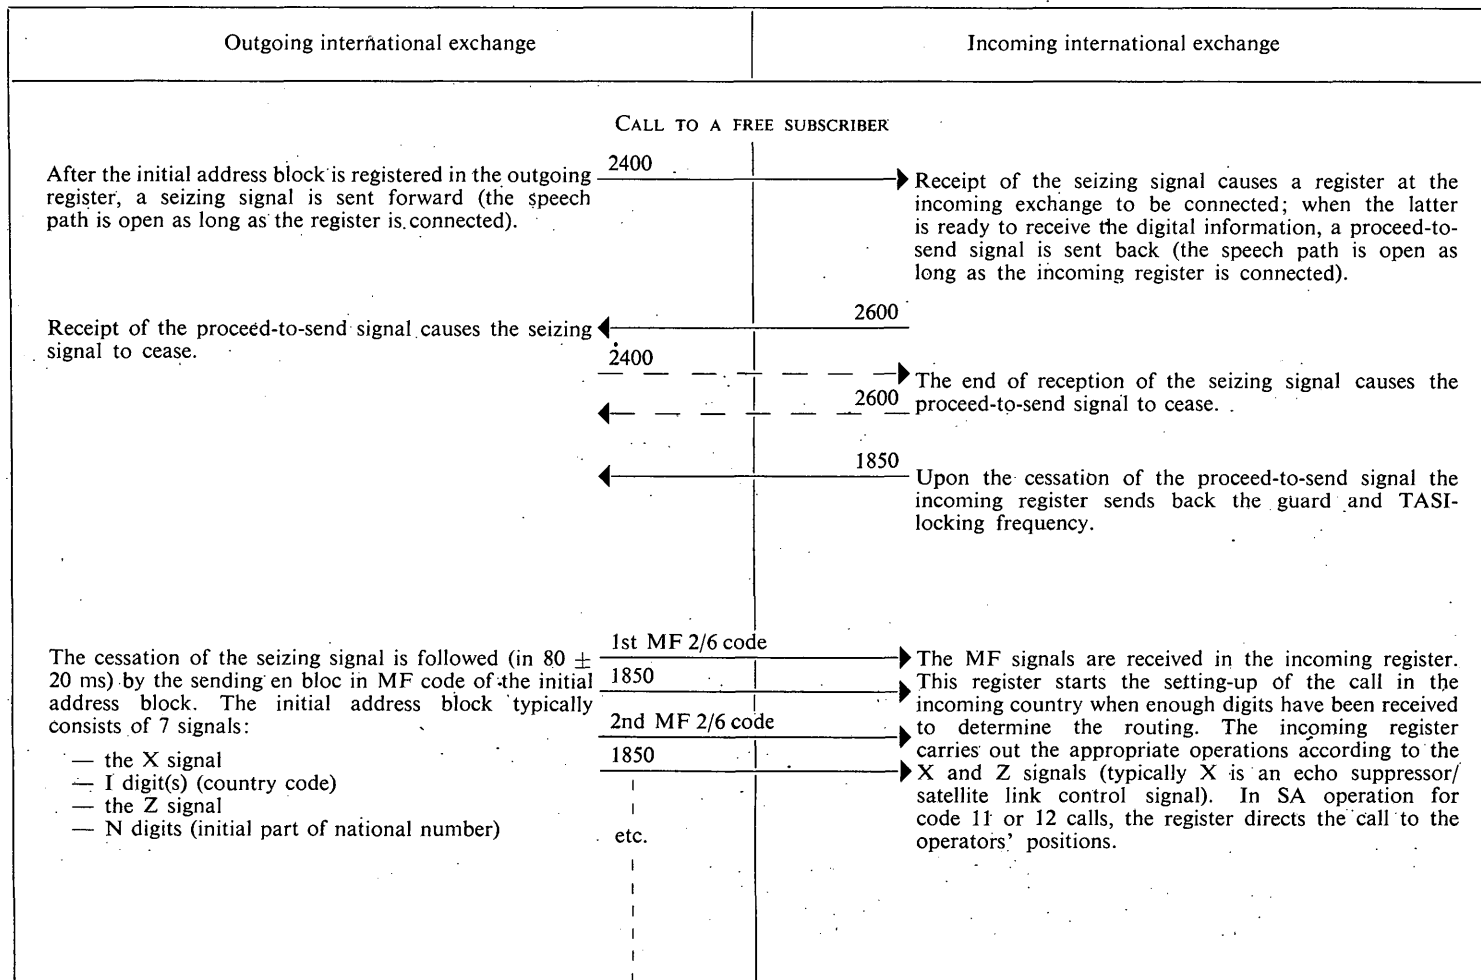 Outgoing international exchange
Incoming international exchange
CALL TO A FREE SUBSCRIBER
After the initial address block is registered in the outgoing
register, a seizing signal is sent forward (the speech
path is open as long as the register is connected).
2400
Receipt of the seizing signal causes a register at the
incoming exchange to be connected; when the latter
is ready to receive the digital information, a proceed-to-
send signal is sent back (the speech path is open as
long as the incoming register is connected).
2600
Receipt of the proceed-to-send signal causes the seizing
signal to cease.
2400
The end of reception of the seizing signal causes the
proceed-to-send signal to cease.
2600
1850
Upon the cessation of the proceed-to-send signal the
incoming register sends back the guard and TASI-
locking frequency.
The cessation of the seizing signal is followed (in 80 ±
20 ms) by the sending en bloc in MF code of the initial
address block. The initial address block typically
consists of 7 signals:
— the X signal
— I digit(s) (country code)
— the Z signal
— N digits (initial part of national number)
1st MF 2/6 code
1850
2nd MF 2/6 code
1850
etc.
The MF signals are received in the incoming register.
This register starts the setting-up of the call in the
incoming country when enough digits have been received
to determine the routing. The incoming register
carries out the appropriate operations according to the
X and Z signals (typically X is an echo suppressor/
satellite link control signal). In SA operation for
code 11 or 12 calls, the register directs the call to the
operators' positions.